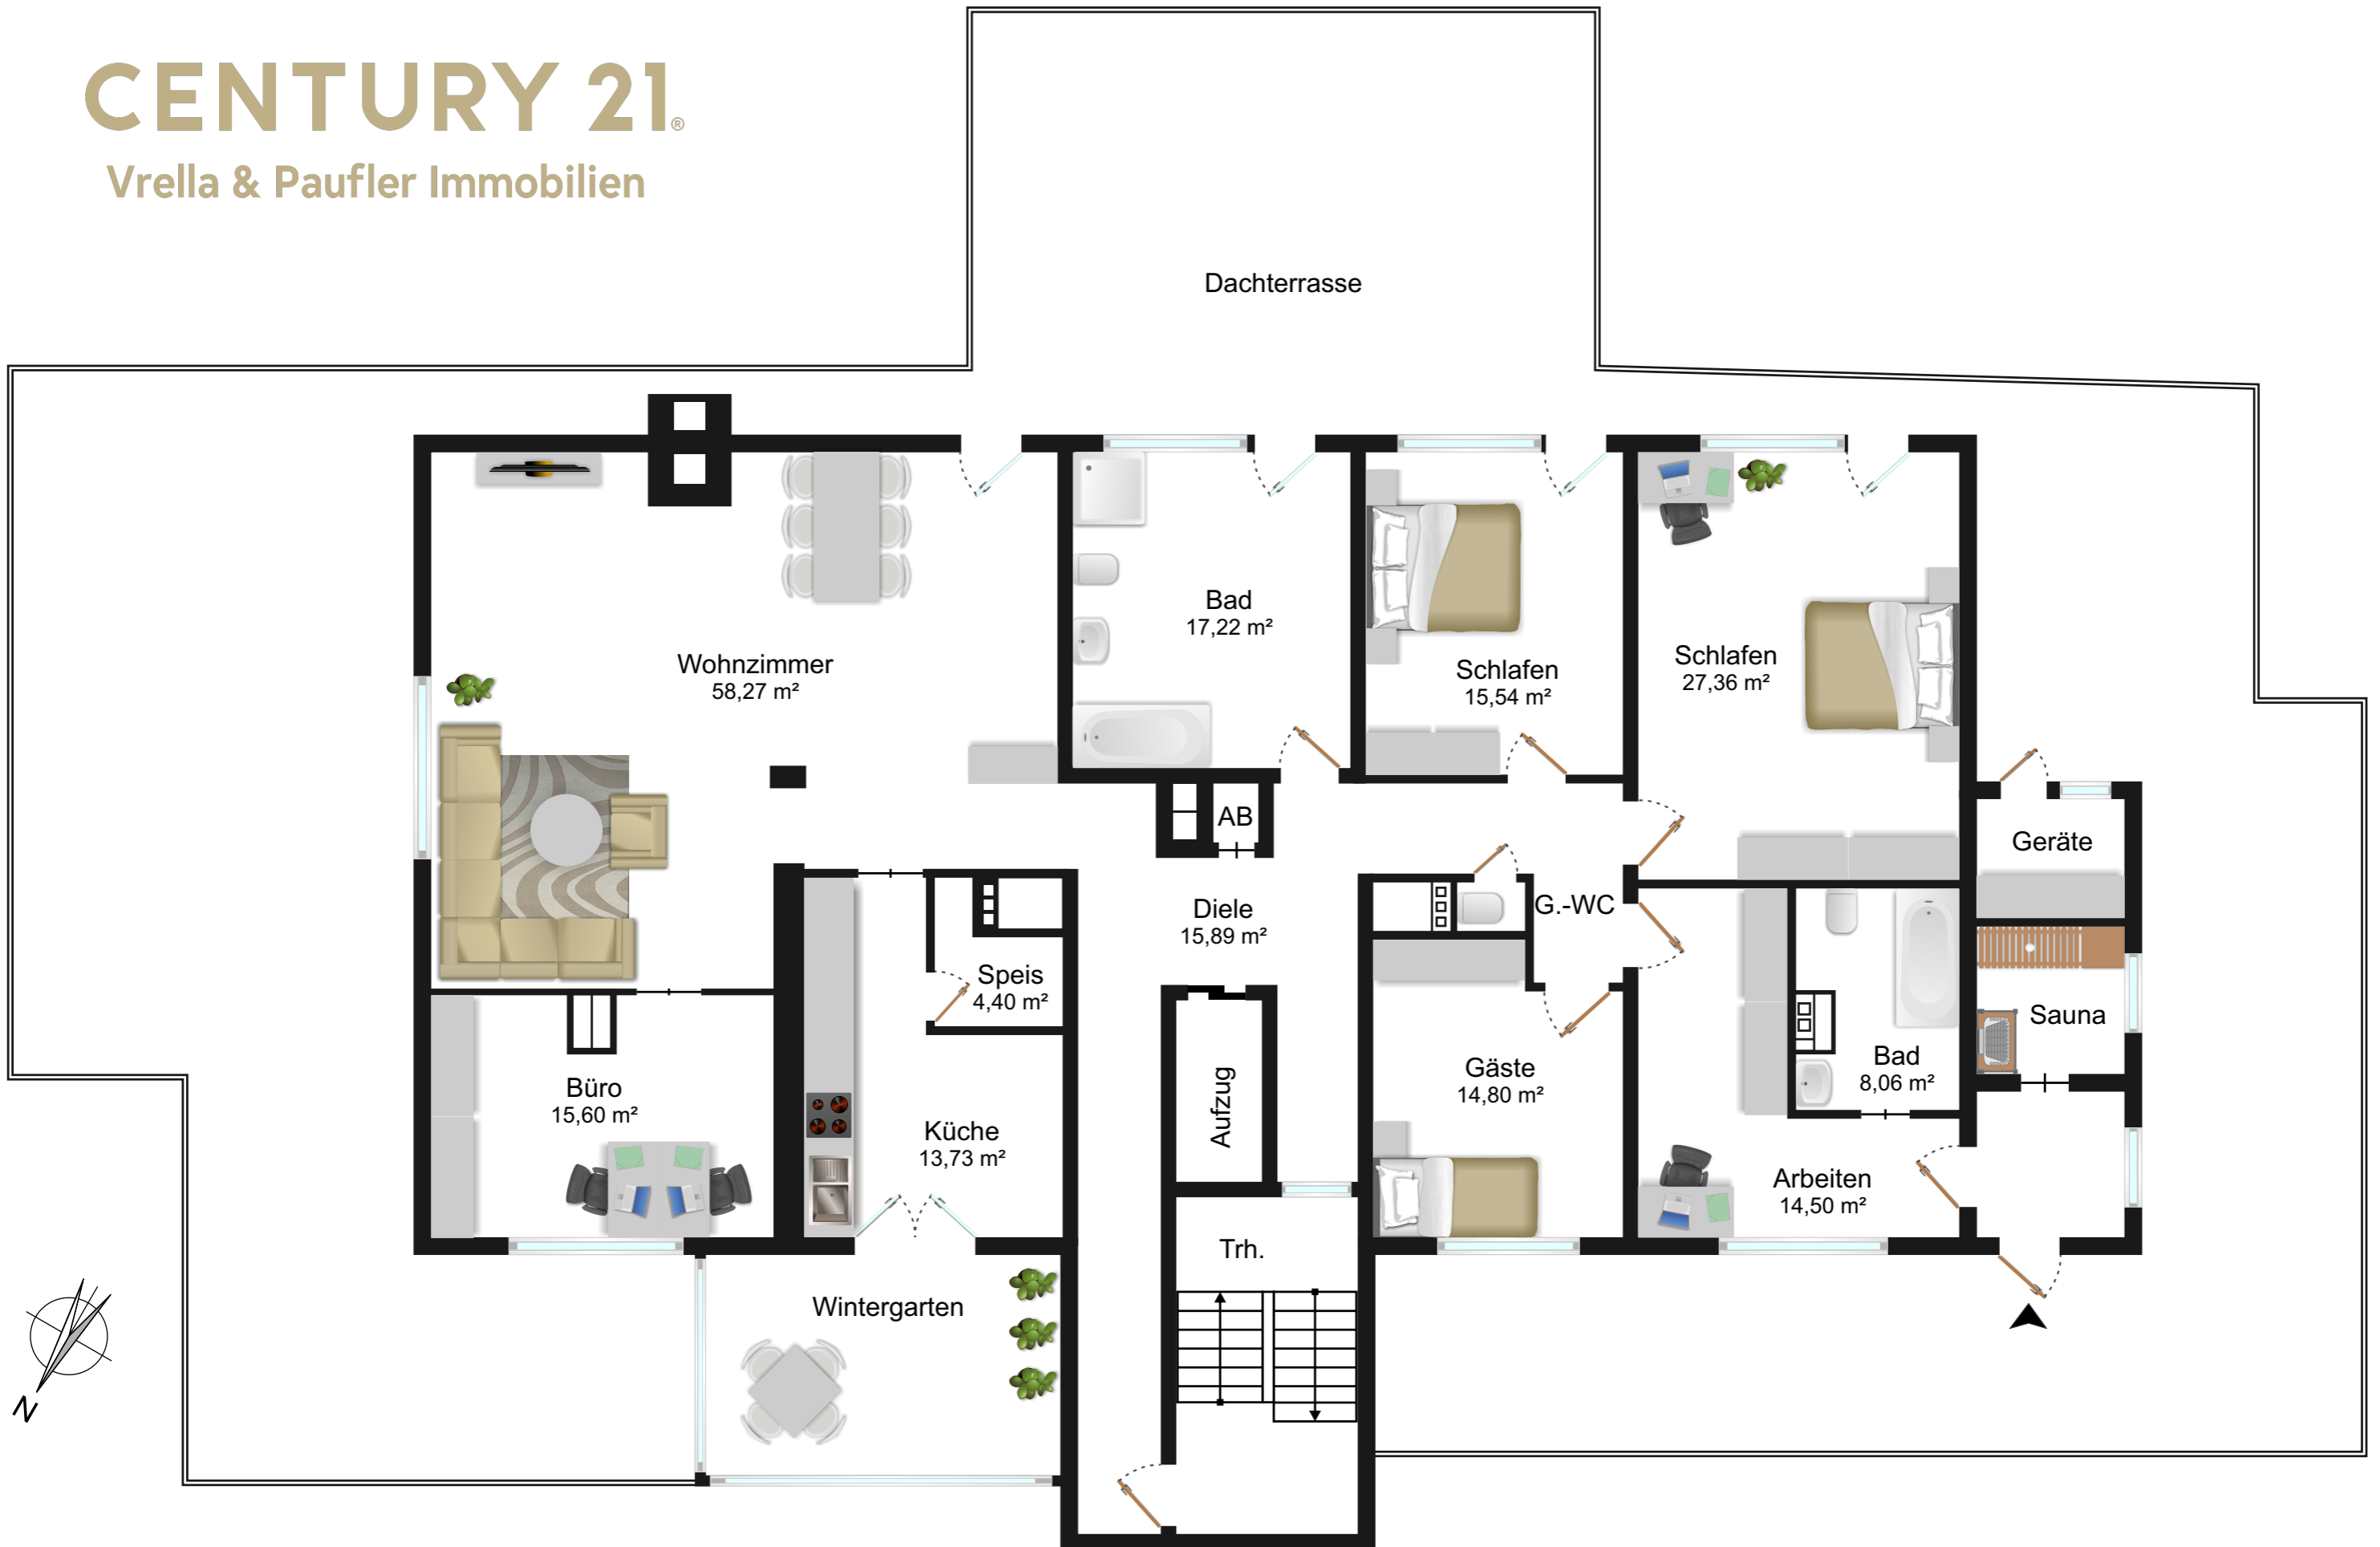 CENTURY 21®
Vrella & Paufler Immobilien
Dachterrasse
Wohnzimmer
58,27 m²
Bad
17,22 m²
Schlafen
15,54 m²
Schlafen
27,36 m²
AB
Geräte
Diele
15,89 m²
G.-WC
Speis
4,40 m²
Sauna
Büro
15,60 m²
Küche
13,73 m²
Aufzug
Gäste
14,80 m²
Bad
8,06 m²
Arbeiten
14,50 m²
Trh.
Wintergarten
N